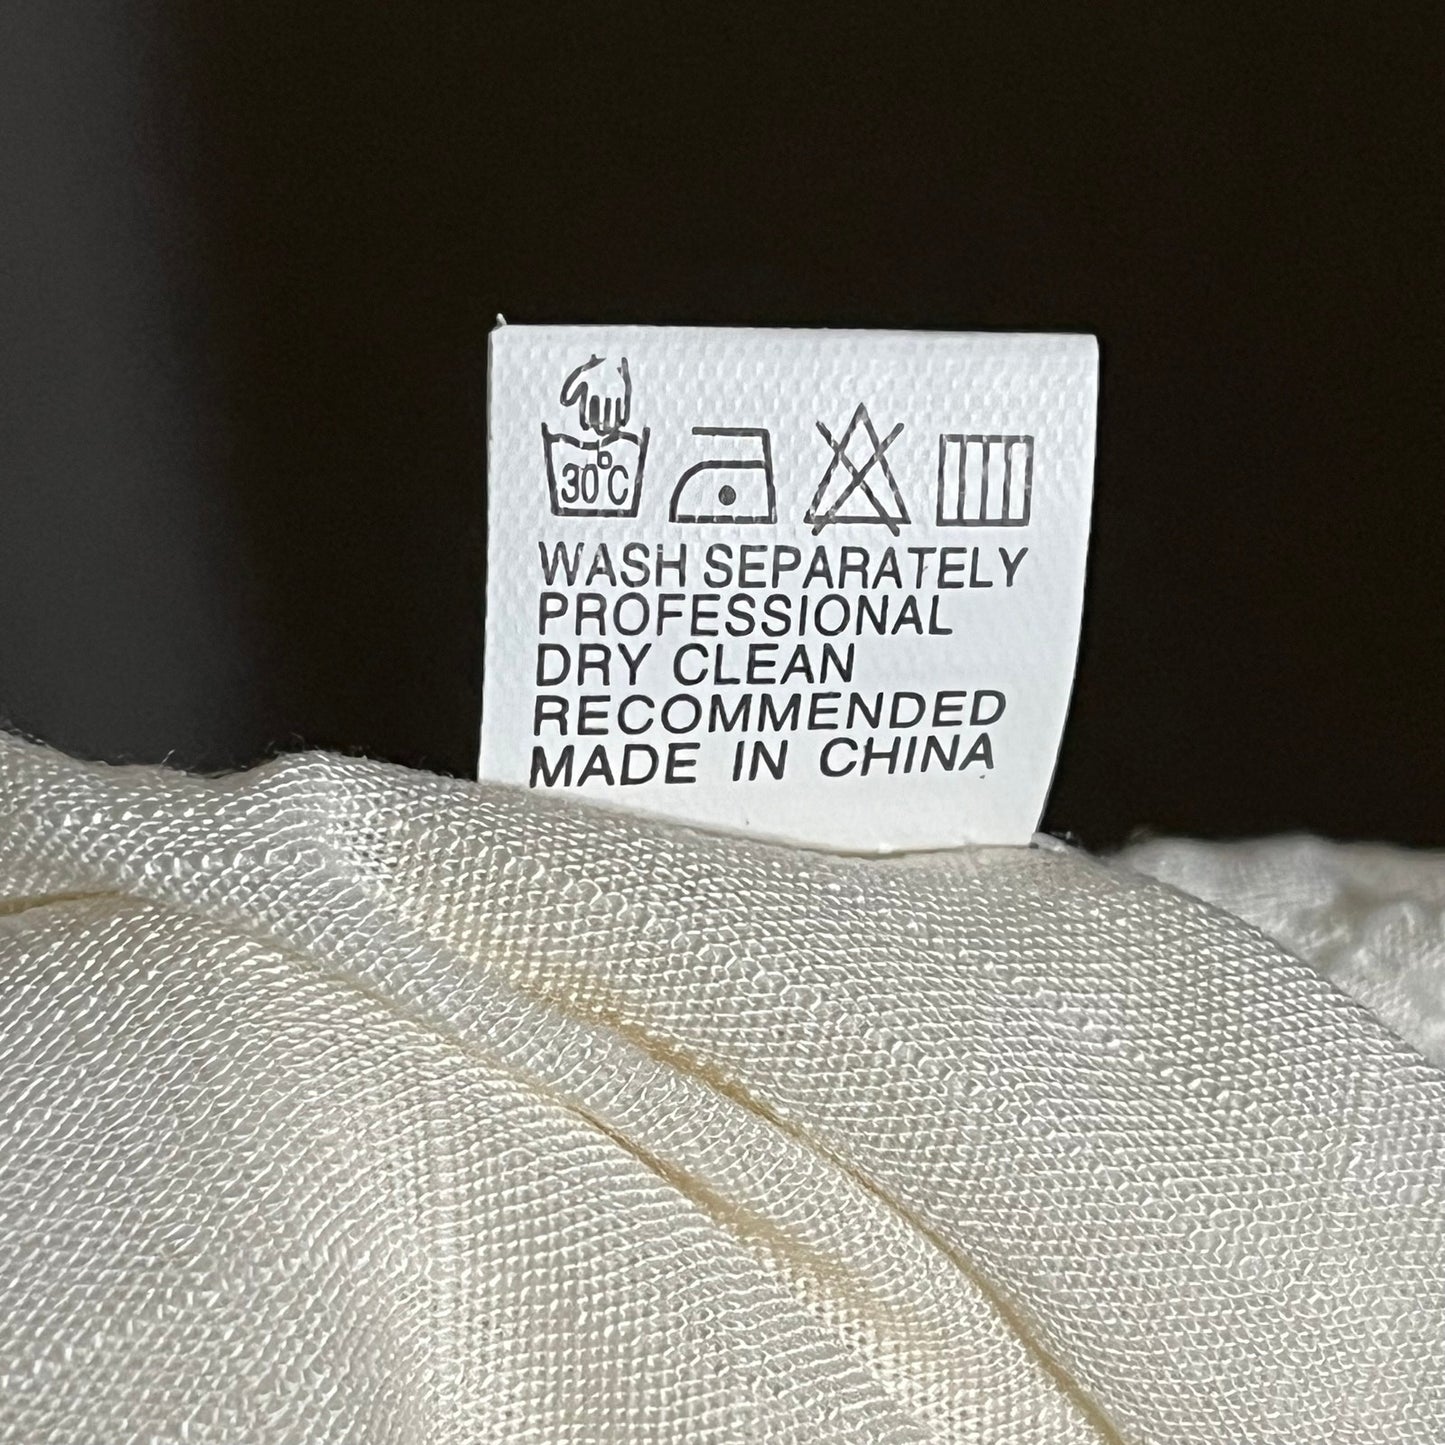 30°C
WASH SEPARATELY
PROFESSIONAL
DRY CLEAN
RECOMMENDED
MADE IN CHINA